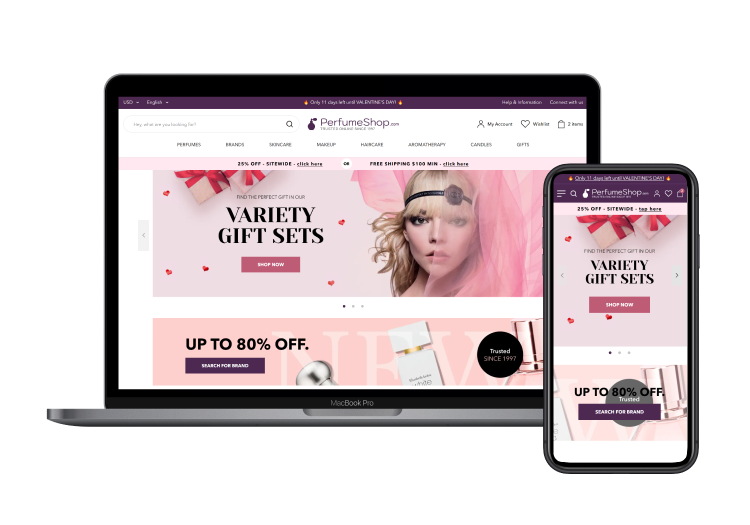 USD English
Only 11 days left until VALENTINE'S DAY!
Help & Information Connect with us
Hey, what are you looking for?
PerfumeShop.com
TRUSTED ONLINE SINCE 1997
My Account Wishlist 2 items
PERFUMES BRANDS SKINCARE MAKEUP HAIRCARE AROMATHERAPY CANDLES GIFTS
25% OFF - SITEWIDE - click here OR FREE SHIPPING $100 MIN - click here
FIND THE PERFECT GIFT IN OUR
VARIETY
GIFT SETS
SHOP NOW
NEW
UP TO 80% OFF.
SEARCH FOR BRAND
white
Trusted
SINCE 1997
MacBook Pro
Only 11 days left until VALENTINE'S DAY!
PerfumeShop.com
25% OFF - SITEWIDE - tap here
FIND THE PERFECT GIFT IN OUR
VARIETY
GIFT SETS
SHOP NOW
UP TO 80% OFF.
Trusted
SEARCH FOR BRAND